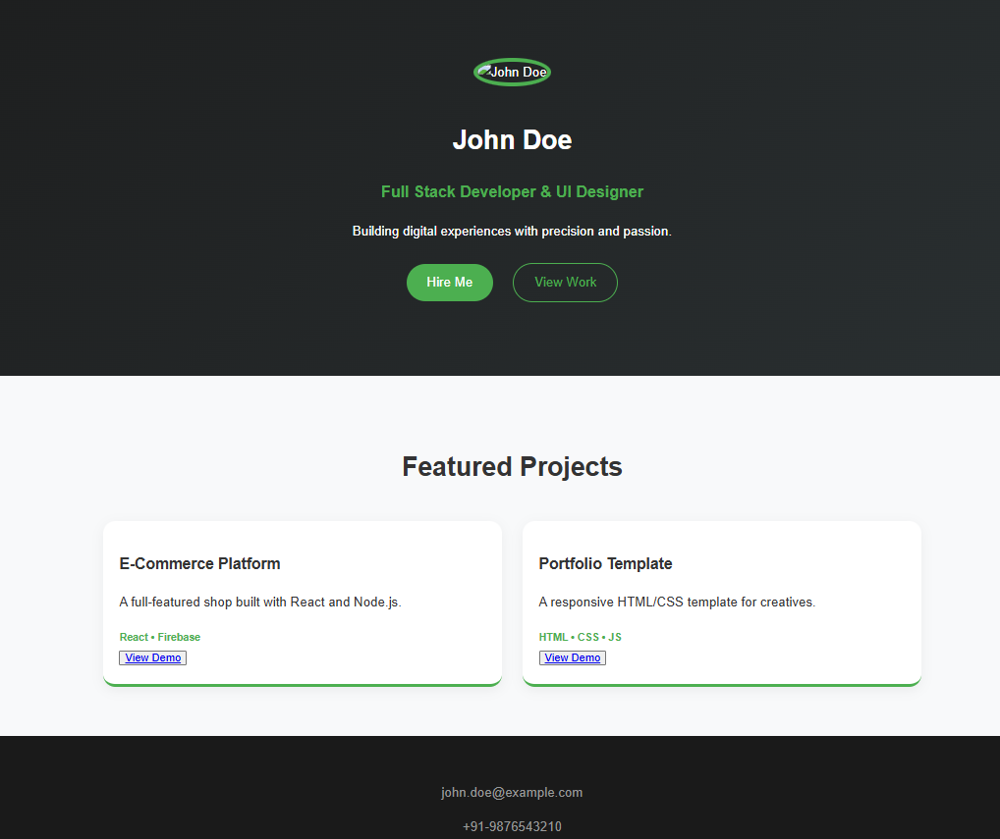 John Doe
John Doe
Full Stack Developer & UI Designer
Building digital experiences with precision and passion.
Hire Me
View Work
Featured Projects
E-Commerce Platform
A full-featured shop built with React and Node.js.
React • Firebase
View Demo
Portfolio Template
A responsive HTML/CSS template for creatives.
HTML • CSS • JS
View Demo
john.doe@example.com
+91-9876543210